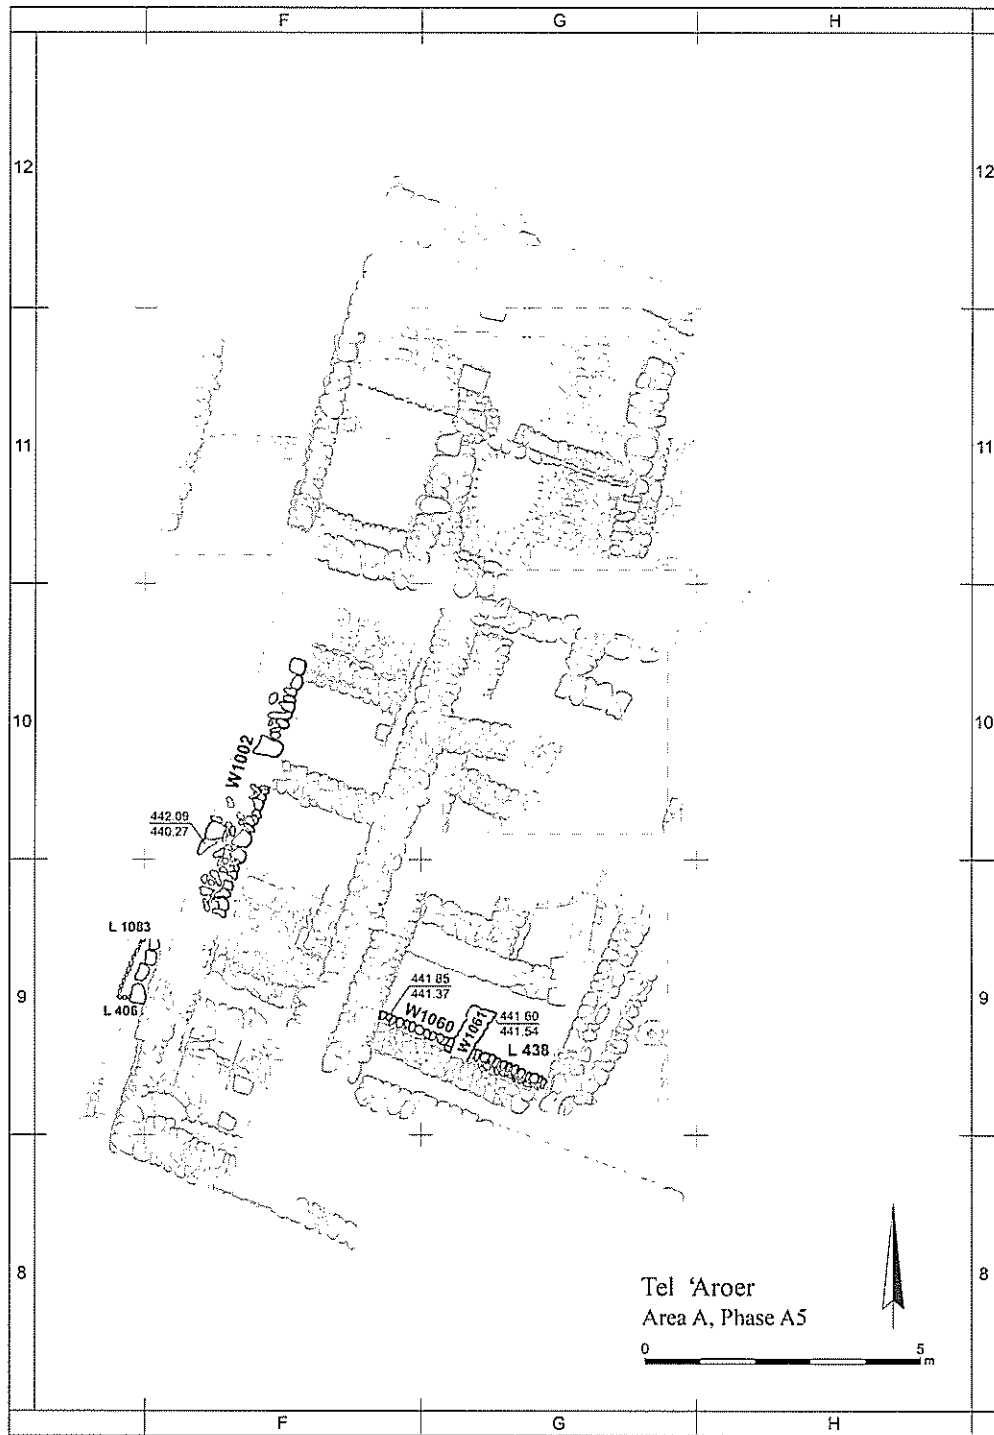 F G H
12 12
11 11
10 10
W1002
442.09
440.27
Ł 1083
L 406
9 9
441.85
441.37
W1060
W1061
441.60
441.54
L 438
8 8
Tel ‘Aroer
Area A, Phase A5
0 5
m
F G H